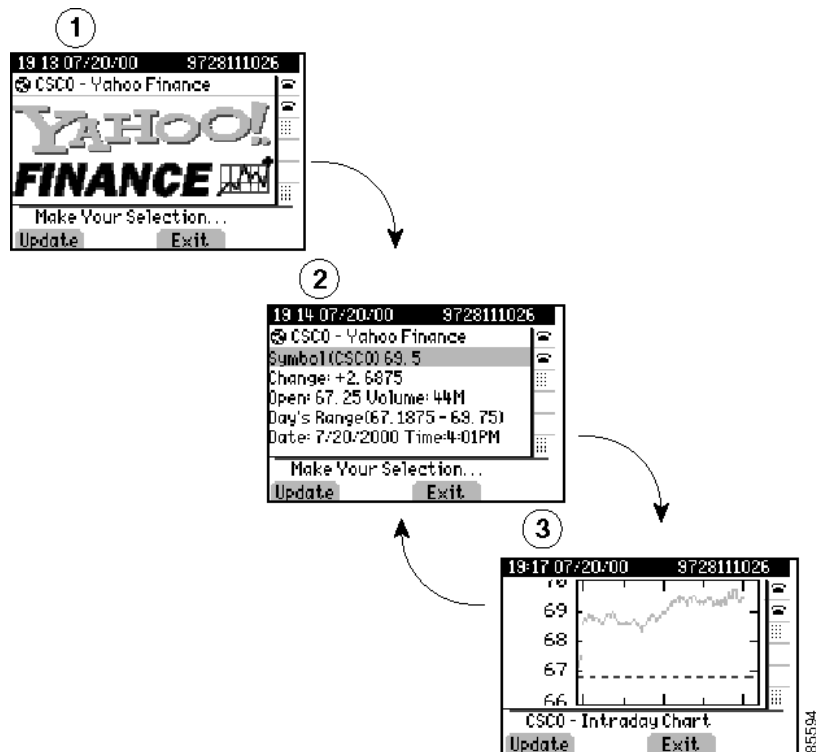 1
19 13 07/20/00 9728111026
CSCO - Yahoo Finance
YAHOO!
FINANCE
Make Your Selection...
Update Exit
2
19 14 07/20/00 9728111026
CSCO - Yahoo Finance
Symbol (CSCO) 69.5
Change: +2.6875
Open: 67.25 Volume: 44M
Day's Range(67.1875 - 69.75)
Date: 7/20/2000 Time:4:01PM
Make Your Selection...
Update Exit
3
19:17 07/20/00 9728111026
70
69
68
67
66
CSCO - Intraday Chart
Update Exit
85594